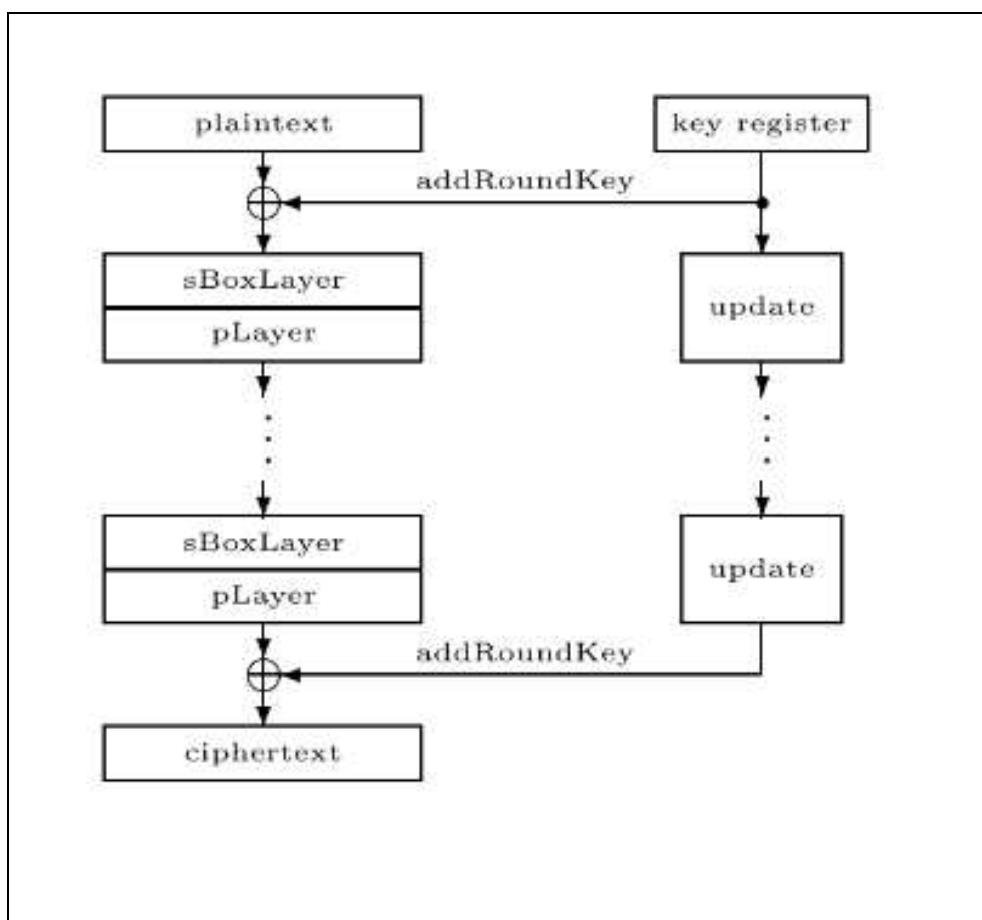 plaintext
key register
addRoundKey
sBoxLayer
update
pLayer
sBoxLayer
update
pLayer
addRoundKey
ciphertext